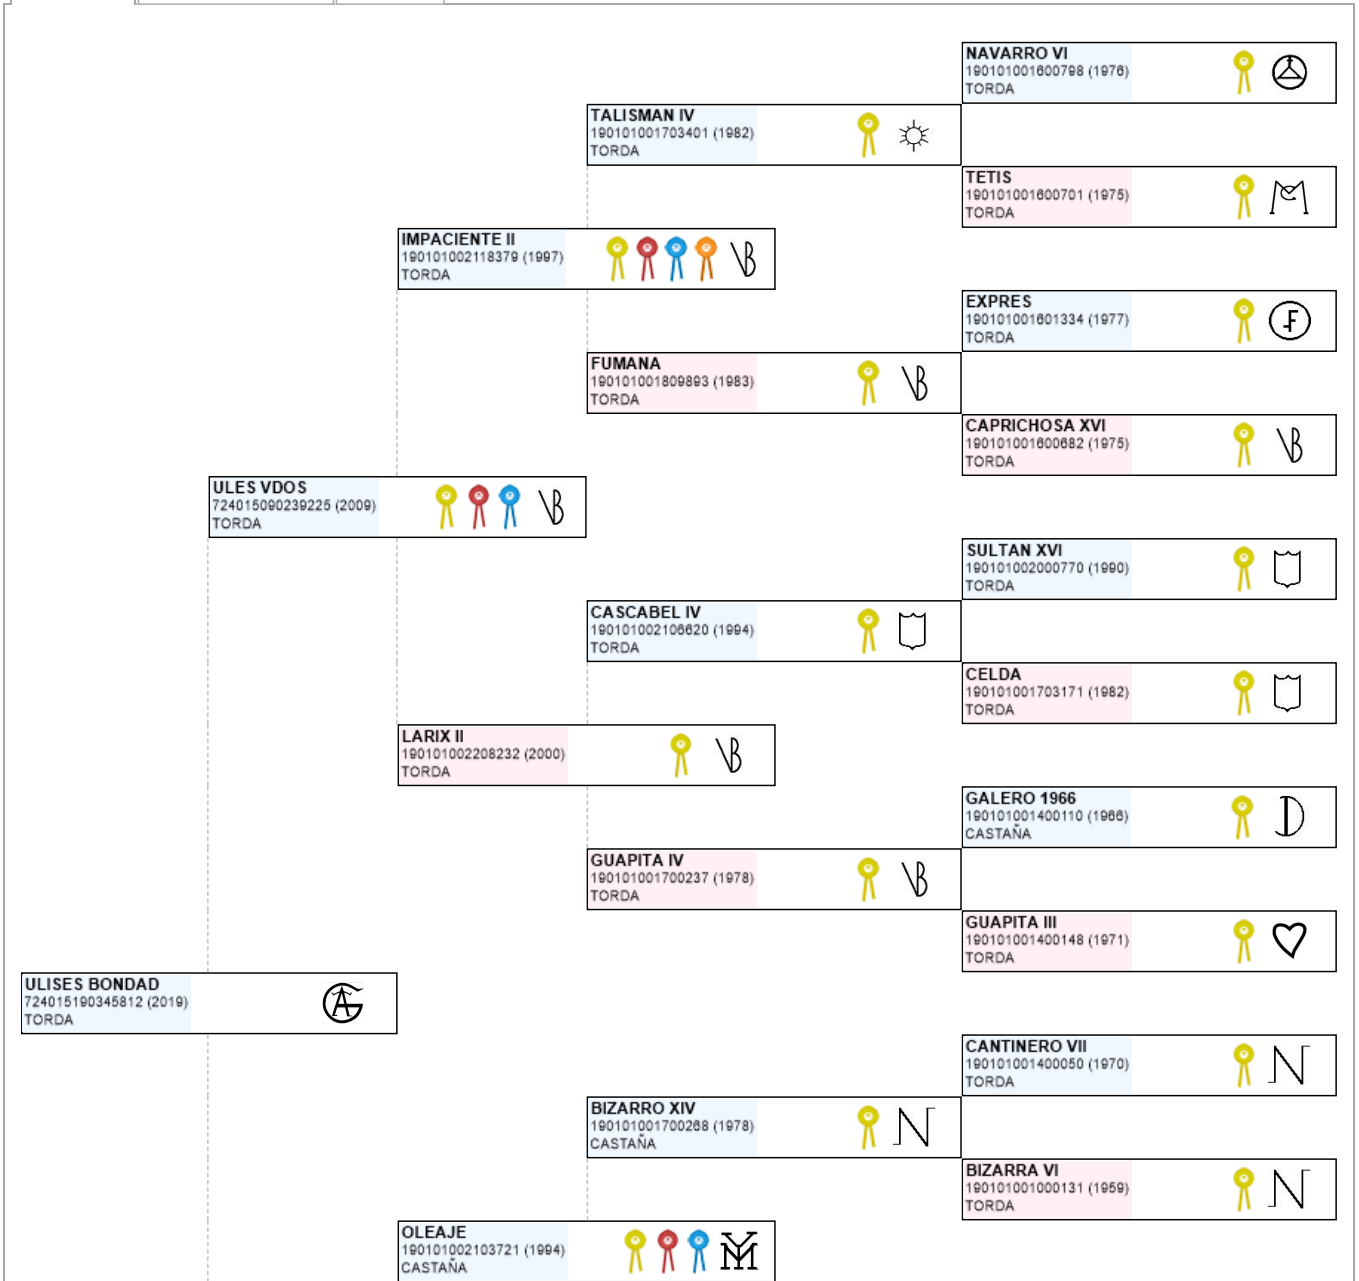 NAVARRO VI
190101001600798 (1976)
TORDA
TALISMAN IV
190101001703401 (1982)
TORDA
TETIS
190101001600701 (1975)
TORDA
IMPACIENTE II
190101002118379 (1997)
TORDA
EXPRES
190101001601334 (1977)
TORDA
FUMANA
190101001809893 (1983)
TORDA
CAPRICHOSA XVI
190101001600682 (1975)
TORDA
ULES VDOS
724015090239225 (2009)
TORDA
SULTAN XVI
190101002000770 (1990)
TORDA
CASCABEL IV
190101002106620 (1994)
TORDA
CELDA
190101001703171 (1982)
TORDA
LARIX II
190101002208232 (2000)
TORDA
GALERO 1966
190101001400110 (1966)
CASTAÑA
GUAPITA IV
190101001700237 (1978)
TORDA
GUAPITA III
190101001400148 (1971)
TORDA
ULISES BONDAD
724015190345812 (2019)
TORDA
CANTINERO VII
190101001400050 (1970)
TORDA
BIZARRO XIV
190101001700268 (1978)
CASTAÑA
BIZARRA VI
190101001000131 (1959)
TORDA
OLEAJE
190101002103721 (1994)
CASTAÑA